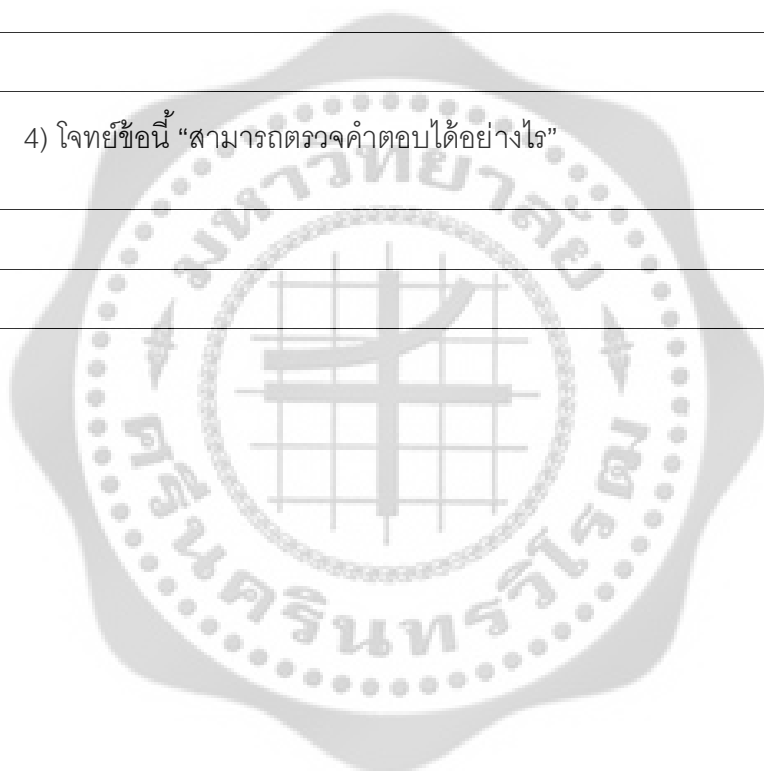 4) โจทย์ข้อนี้ “สามารถตรวจคำตอบได้อย่างไร”
มหาวิทยาลัย
ศรีนครินทรวิโรฒ